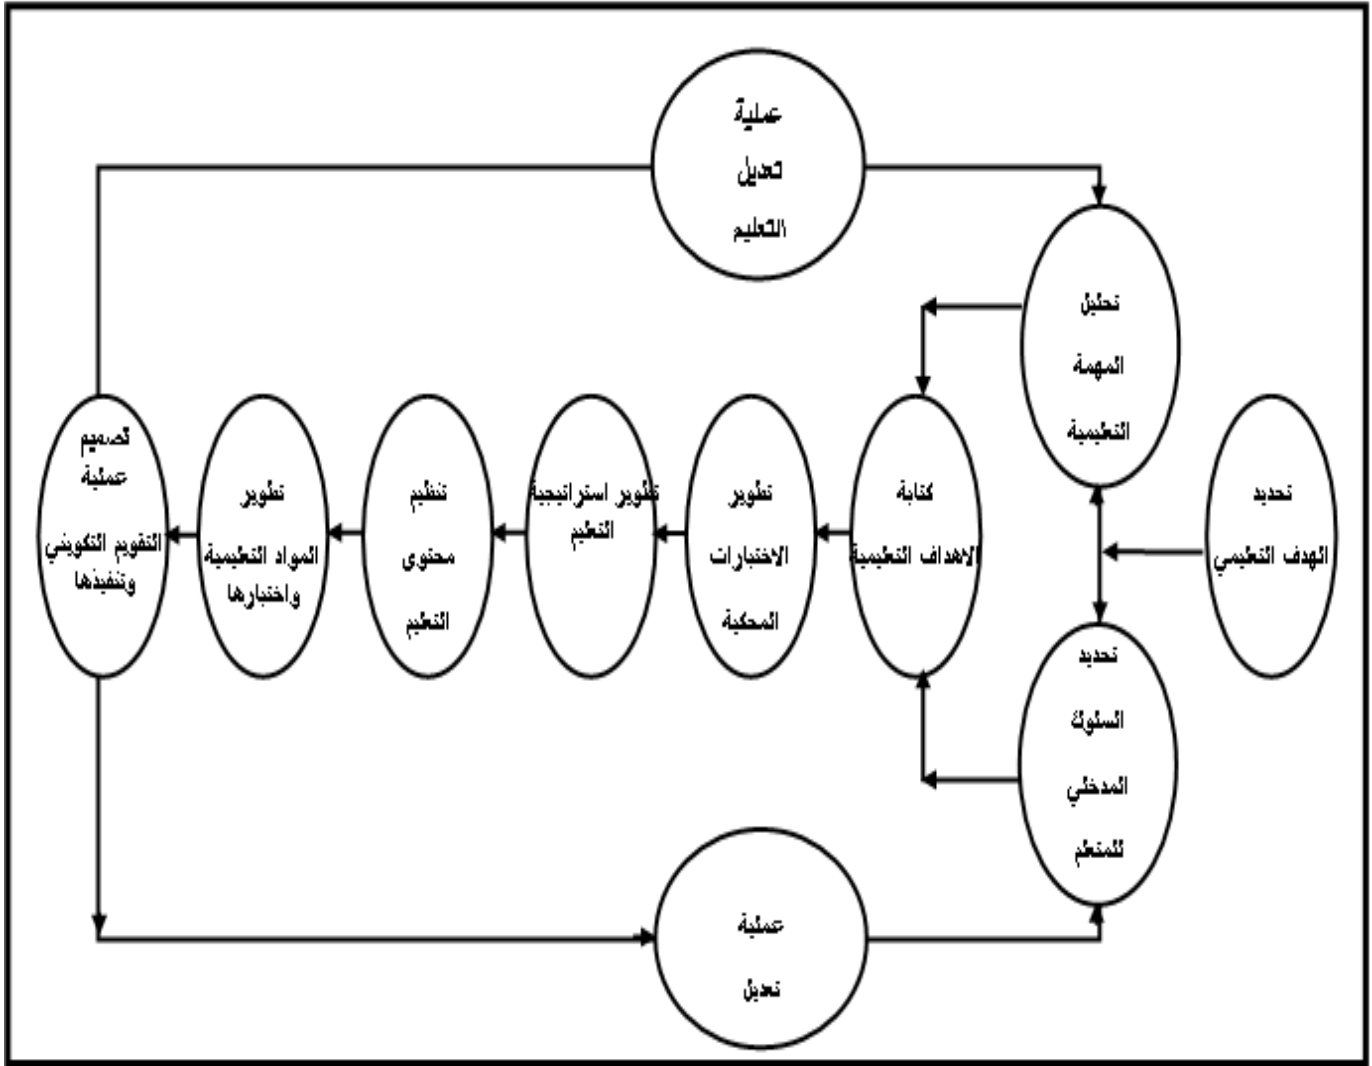 عملية
تعديل
التعليم
تحليل
المهمة
التعليمية
تحديد
الهدف التعليمي
تحديد
السلوك
المدخلي
للمتعلم
كتابة
الاهداف التعليمية
تطوير
الاختبارات
المحكية
تطوير استراتيجية
التعليم
تنظيم
محتوى
التعليم
تطوير
المواد التعليمية
واختبارها
تصميم
عملية
التقويم التكويني
وتنفيذها
عملية
تعديل